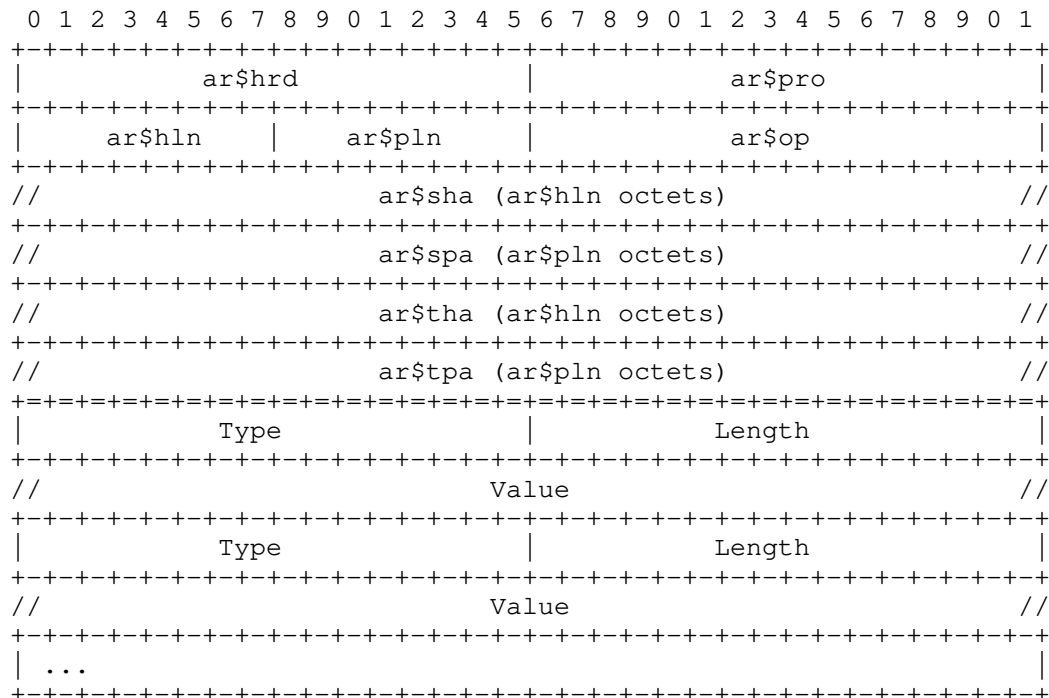 0 1 2 3 4 5 6 7 8 9 0 1 2 3 4 5 6 7 8 9 0 1 2 3 4 5 6 7 8 9 0 1
+-+-+-+-+-+-+-+-+-+-+-+-+-+-+-+-+-+-+-+-+-+-+-+-+-+-+-+-+-+-+-+-+
|            ar$hrd             |            ar$pro             |
+-+-+-+-+-+-+-+-+-+-+-+-+-+-+-+-+-+-+-+-+-+-+-+-+-+-+-+-+-+-+-+-+
|     ar$hln    |    ar$pln     |            ar$op              |
+-+-+-+-+-+-+-+-+-+-+-+-+-+-+-+-+-+-+-+-+-+-+-+-+-+-+-+-+-+-+-+-+
//                     ar$sha (ar$hln octets)                  //
+-+-+-+-+-+-+-+-+-+-+-+-+-+-+-+-+-+-+-+-+-+-+-+-+-+-+-+-+-+-+-+-+
//                     ar$spa (ar$pln octets)                  //
+-+-+-+-+-+-+-+-+-+-+-+-+-+-+-+-+-+-+-+-+-+-+-+-+-+-+-+-+-+-+-+-+
//                     ar$tha (ar$hln octets)                  //
+-+-+-+-+-+-+-+-+-+-+-+-+-+-+-+-+-+-+-+-+-+-+-+-+-+-+-+-+-+-+-+-+
//                     ar$tpa (ar$pln octets)                  //
+=+=+=+=+=+=+=+=+=+=+=+=+=+=+=+=+=+=+=+=+=+=+=+=+=+=+=+=+=+=+=+=+
|            Type               |           Length              |
+-+-+-+-+-+-+-+-+-+-+-+-+-+-+-+-+-+-+-+-+-+-+-+-+-+-+-+-+-+-+-+-+
//                            Value                            //
+-+-+-+-+-+-+-+-+-+-+-+-+-+-+-+-+-+-+-+-+-+-+-+-+-+-+-+-+-+-+-+-+
|            Type               |           Length              |
+-+-+-+-+-+-+-+-+-+-+-+-+-+-+-+-+-+-+-+-+-+-+-+-+-+-+-+-+-+-+-+-+
//                            Value                            //
+-+-+-+-+-+-+-+-+-+-+-+-+-+-+-+-+-+-+-+-+-+-+-+-+-+-+-+-+-+-+-+-+
| ...                                                           |
+-+-+-+-+-+-+-+-+-+-+-+-+-+-+-+-+-+-+-+-+-+-+-+-+-+-+-+-+-+-+-+-+